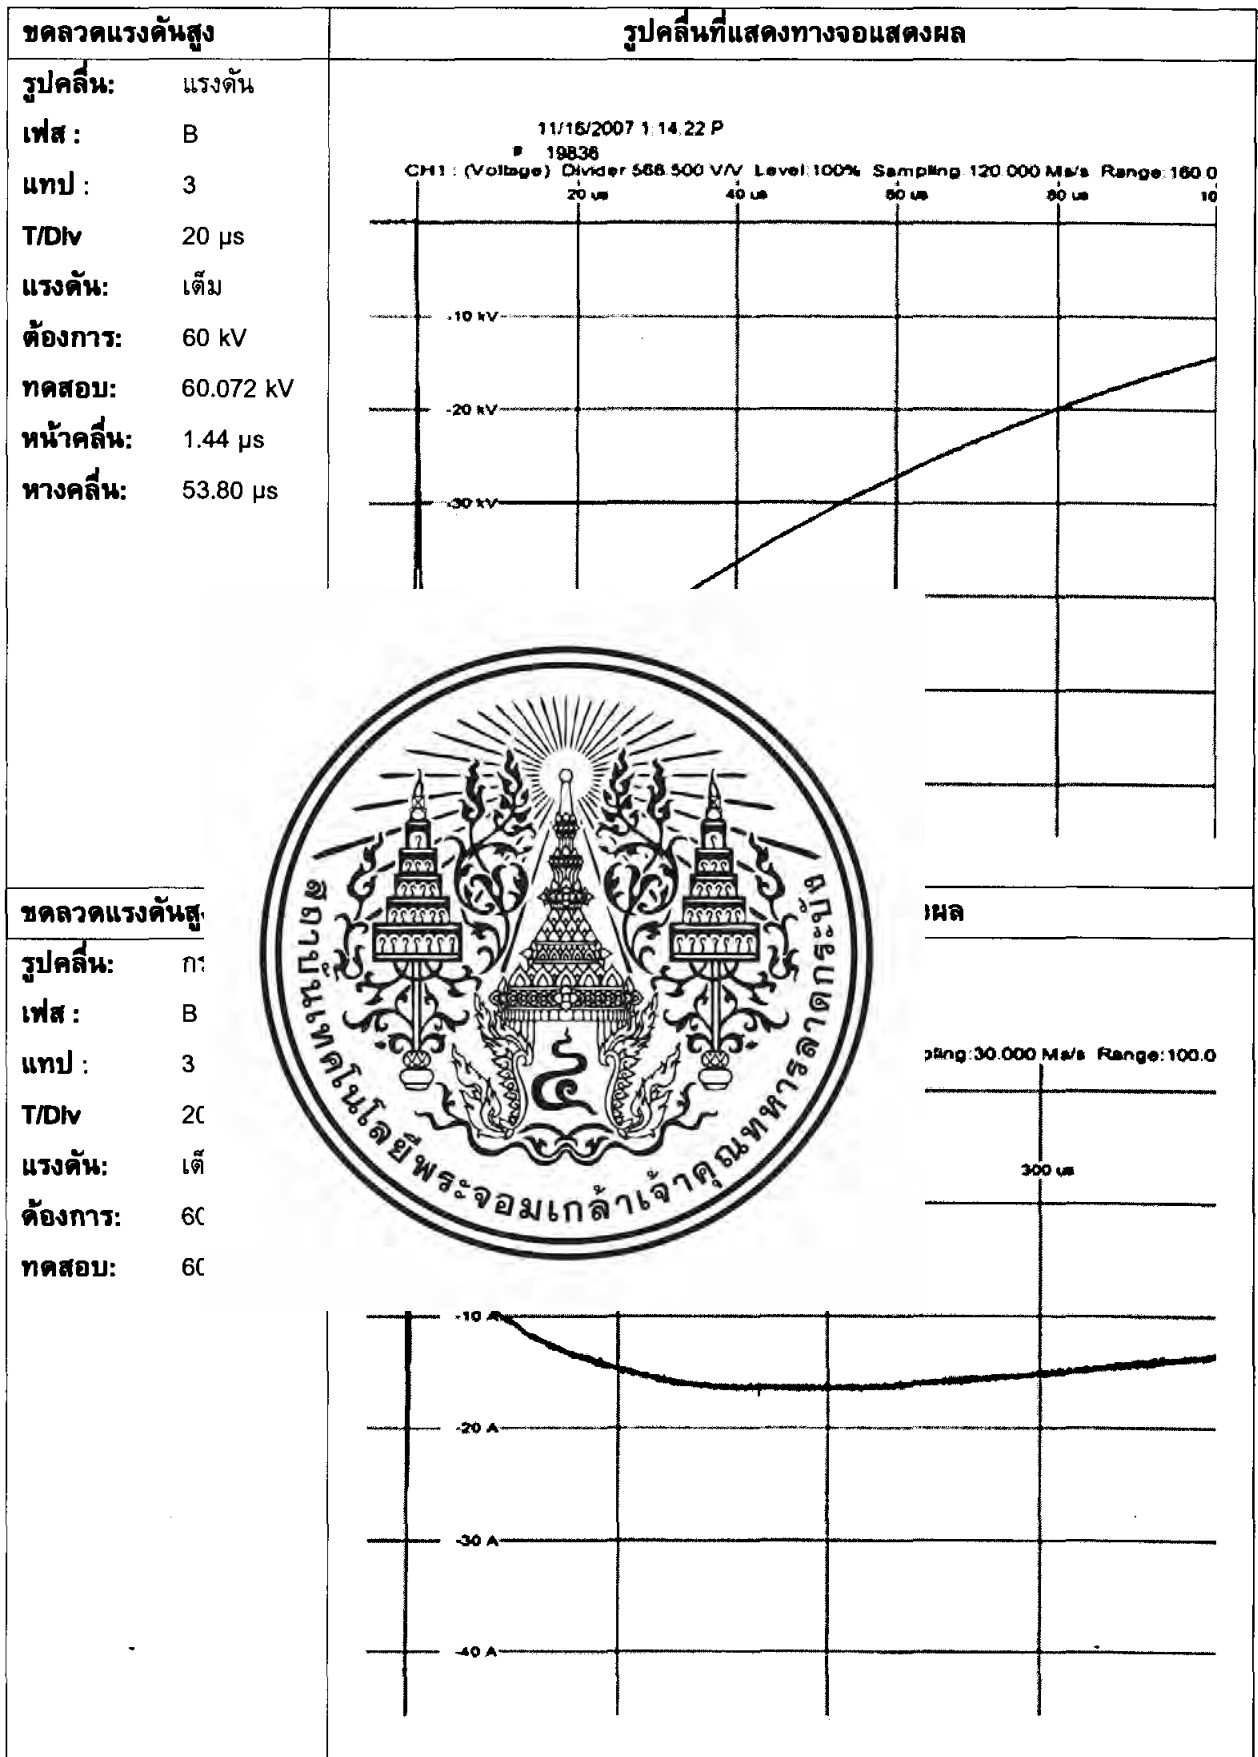 ขดลวดแรงดันสูง รูปคลื่นที่แสดงทางจอแสดงผล
รูปคลื่น: แรงดัน
เฟส : B
แทป : 3
T/Div 20 µs
แรงดัน: เต็ม
ต้องการ: 60 kV
ทดสอบ: 60.072 kV
หน้าคลื่น: 1.44 µs
หางคลื่น: 53.80 µs
11/16/2007 1:14:22 P
# 19836
CH1 : (Voltage) Divider 568.500 V/V Level:100% Sampling:120.000 Ms/s Range:160.0
20 us 40 us 60 us 80 us 10
-10 kV
-20 kV
-30 kV
สถาบันเทคโนโลยีพระจอมเกล้าเจ้าคุณทหารลาดกระบัง
ขดลวดแรงดันสูง
รูปคลื่น:
เฟส : B
แทป : 3
T/Div 20
แรงดัน: เต็
ต้องการ: 60
ทดสอบ: 60
pling:30.000 Ms/s Range:100.0
300 us
-10 A
-20 A
-30 A
-40 A